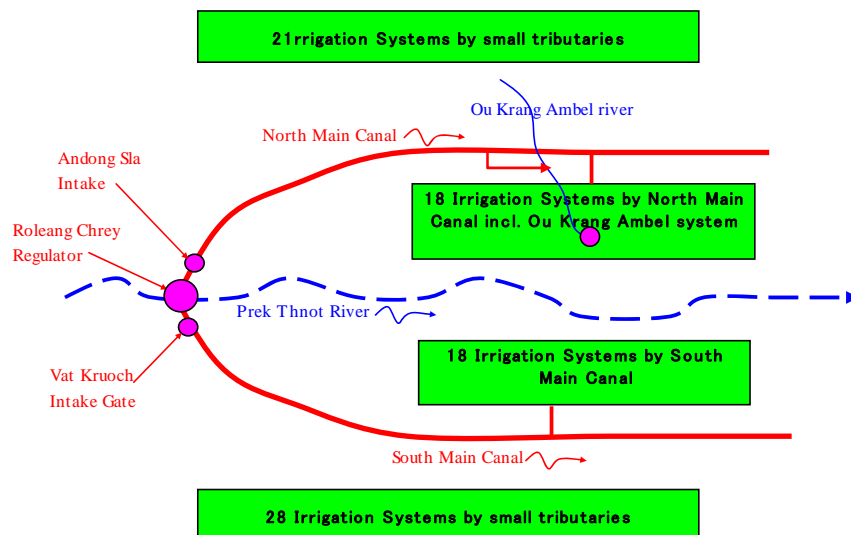 21rrigation Systems by small tributaries
Ou Krang Ambel river
North Main Canal
Andong Sla
Intake
18 Irrigation Systems by North Main
Canal incl. Ou Krang Ambel system
Roleang Chrey
Regulator
Prek Thnot River
18 Irrigation Systems by South
Main Canal
Vat Kruoch
Intake Gate
South Main Canal
28 Irrigation Systems by small tributaries